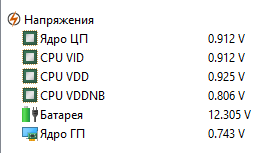 Напряжения
Ядро ЦП 0.912 V
CPU VID 0.912 V
CPU VDD 0.925 V
CPU VDDNB 0.806 V
Батарея 12.305 V
Ядро ГП 0.743 V